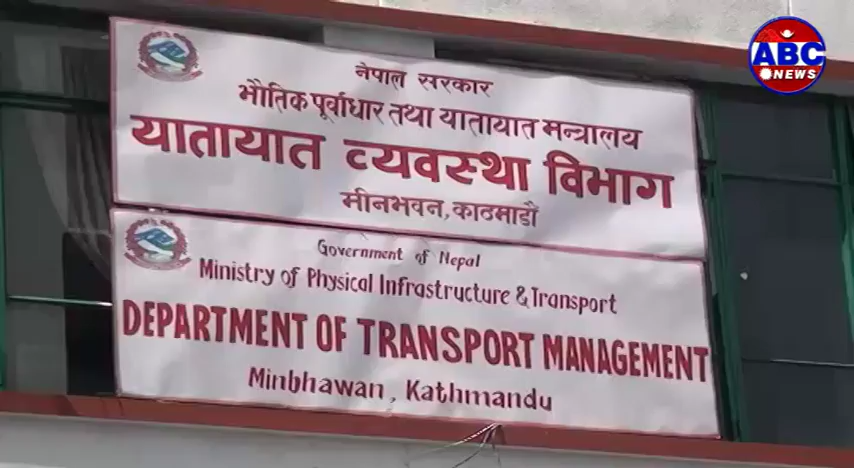 नेपाल सरकार
भौतिक पूर्वाधार तथा यातायात मन्त्रालय
यातायात व्यवस्था विभाग
मीनभवन, काठमाडौं
Government of Nepal
Ministry of Physical Infrastructure & Transport
DEPARTMENT OF TRANSPORT MANAGEMENT
Minbhawan, Kathmandu
ABC
NEWS